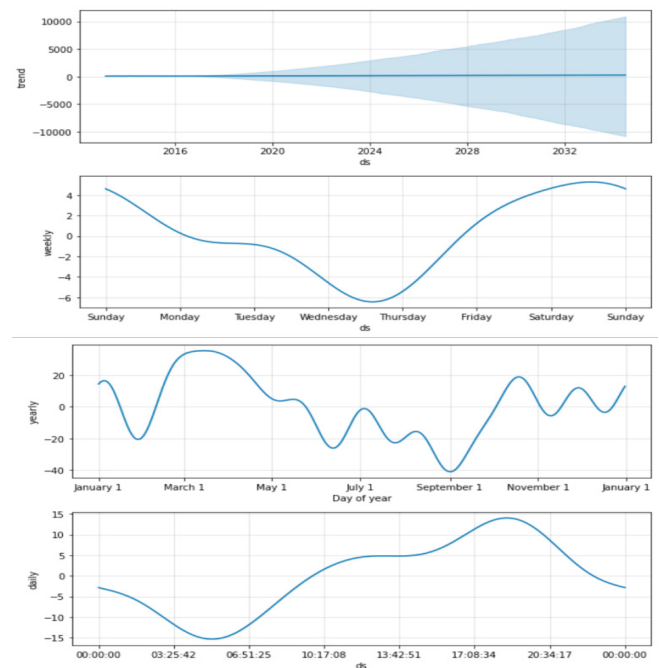 10000
5000
0
−5000
−10000
trend
2016 2020 2024 2028 2032
ds
4
2
0
−2
−4
−6
weekly
Sunday Monday Tuesday Wednesday Thursday Friday Saturday Sunday
ds
20
0
−20
−40
yearly
January 1 March 1 May 1 July 1 September 1 November 1 January 1
Day of year
15
10
5
0
−5
−10
−15
daily
00:00:00 03:25:42 06:51:25 10:17:08 13:42:51 17:08:34 20:34:17 00:00:00
ds